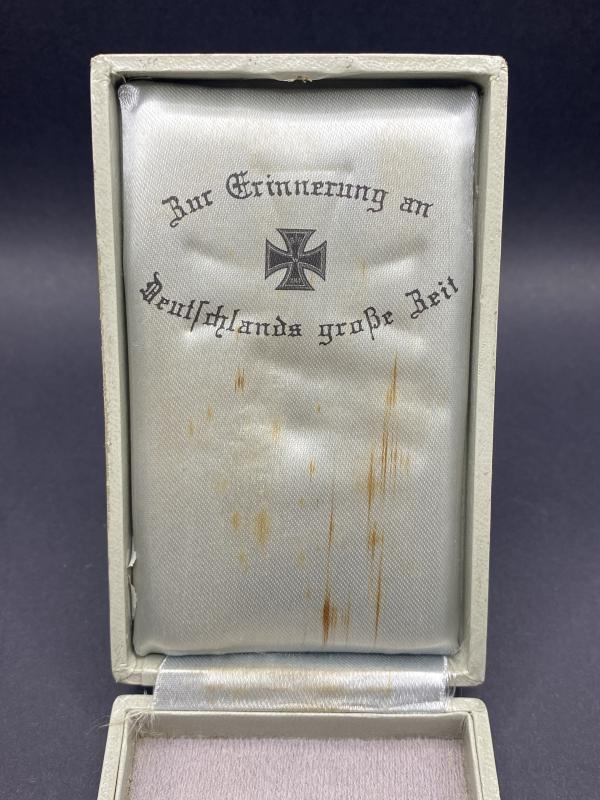 Zur Erinnerung an
Deutſchlands große Zeit